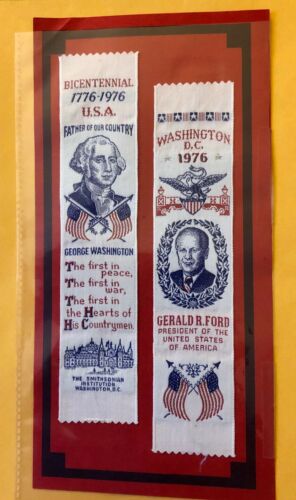 BICENTENNIAL
1776-1976
U.S.A.
FATHER OF OUR COUNTRY
GEORGE WASHINGTON
The first in
peace,
The first in
war,
The first in
the Hearts of
His Countrymen.
THE SMITHSONIAN
INSTITUTION
WASHINGTON, D.C.
WASHINGTON
D.C.
1976
GERALD R. FORD
PRESIDENT OF THE
UNITED STATES
OF AMERICA